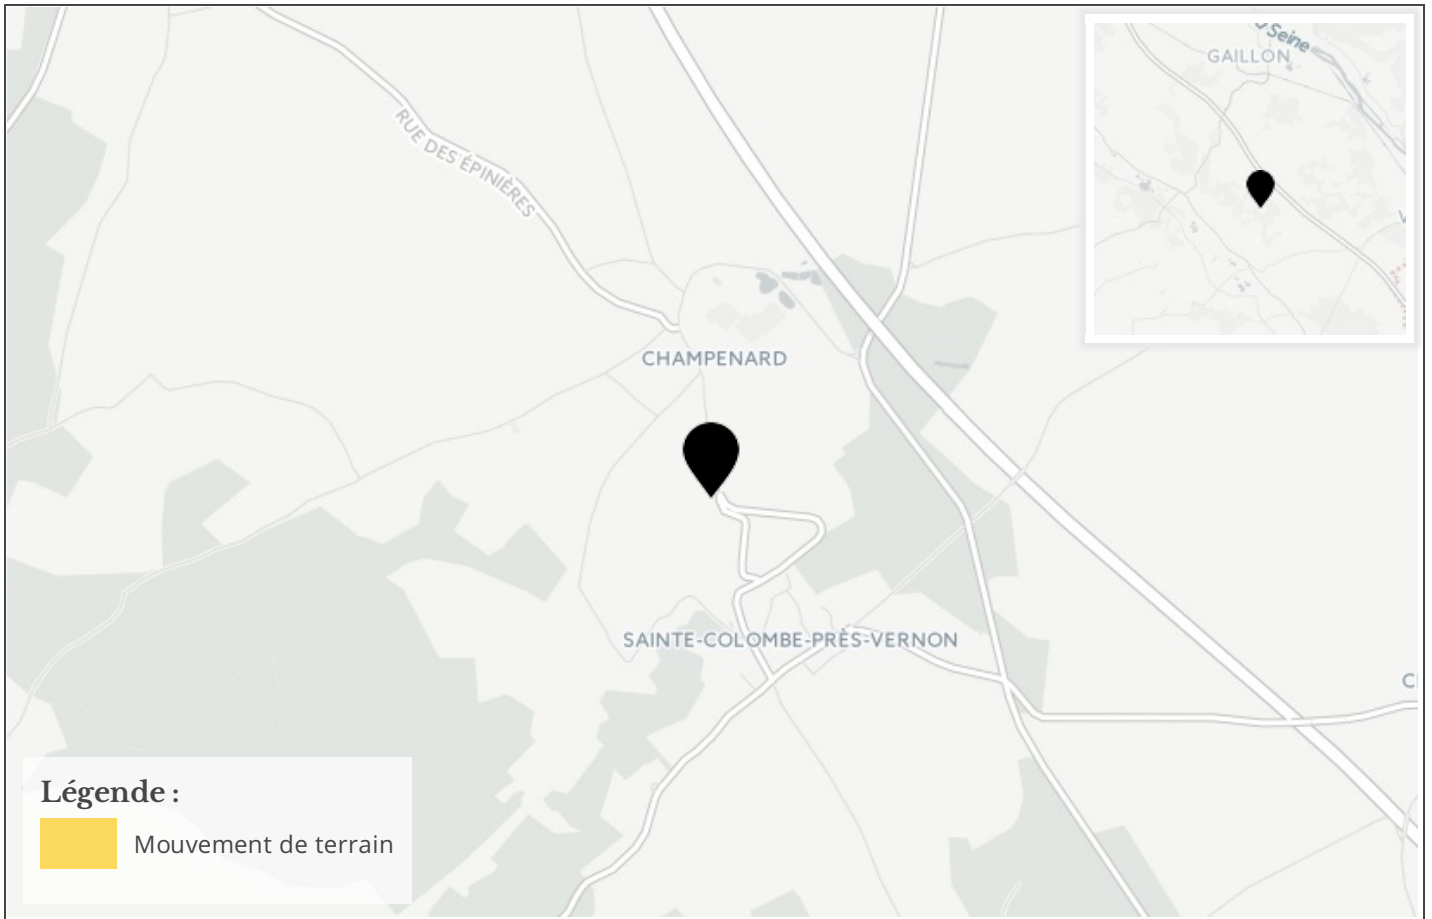 Seine
GAILLON
V
RUE DES ÉPINIÈRES
CHAMPENARD
SAINTE-COLOMBE-PRÈS-VERNON
C
Légende :
Mouvement de terrain